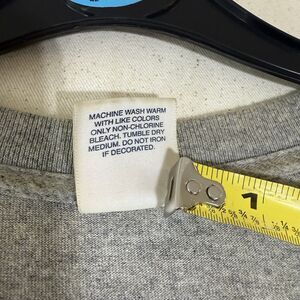 MACHINE WASH WARM
WITH LIKE COLORS
ONLY NON-CHLORINE
BLEACH. TUMBLE DRY
MEDIUM. DO NOT IRON
IF DECORATED.
1